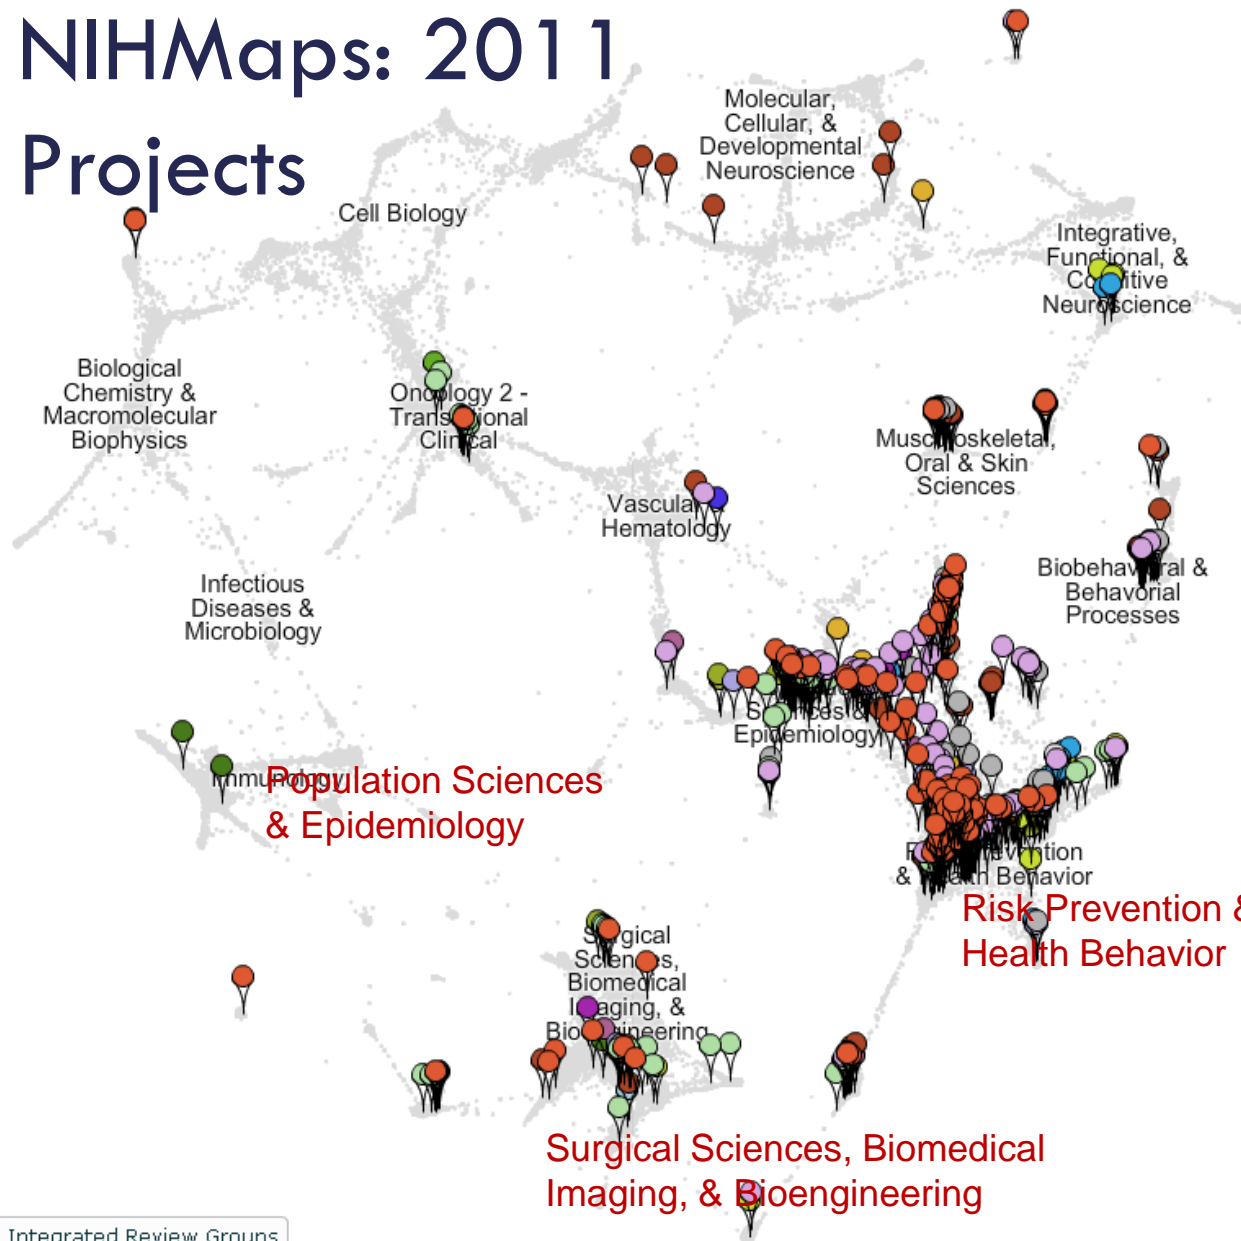 NIHMaps: 2011
Projects
Molecular,
Cellular, &
Developmental
Neuroscience
Cell Biology
Integrative,
Functional, &
Cognitive
Neuroscience
Biological
Chemistry &
Macromolecular
Biophysics
Oncology 2 -
Translational
Clinical
Musculoskeletal,
Oral & Skin
Sciences
Vascular
Hematology
Biobehavioral &
Behavorial
Processes
Infectious
Diseases &
Microbiology
Sciences &
Epidemiology
Immunology
Population Sciences
& Epidemiology
Risk Prevention
& Health Behavior
Risk Prevention &
Health Behavior
Surgical
Sciences,
Biomedical
Imaging, &
Bioengineering
Surgical Sciences, Biomedical
Imaging, & Bioengineering
Integrated Review Groups